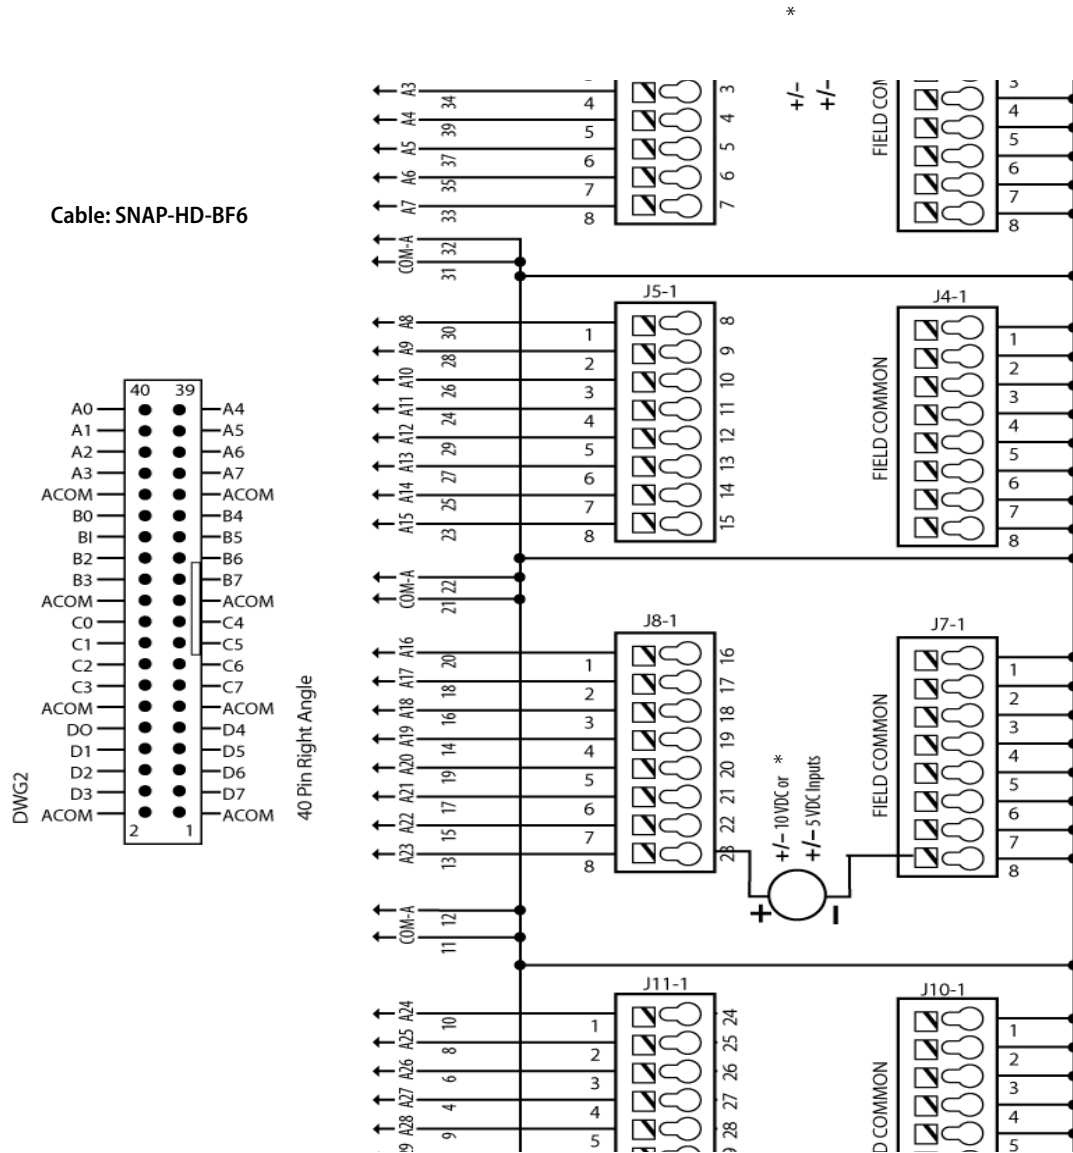 *
Cable: SNAP-HD-BF6
40 39
A0 A4
A1 A5
A2 A6
A3 A7
ACOM ACOM
B0 B4
BI B5
B2 B6
B3 B7
ACOM ACOM
C0 C4
C1 C5
C2 C6
C3 C7
ACOM ACOM
DO D4
D1 D5
D2 D6
D3 D7
ACOM ACOM
2 1
DWG2
40 Pin Right Angle
A3 34 4 3
A4 39 5 4
A5 37 6 5
A6 35 7 6
A7 33 8 7
COM-A 32 31
+/-
+/-
3
4
5
6
7
8
J5-1
A8 30 1 8
A9 28 2 9
A10 26 3 10
A11 24 4 11
A12 29 5 12
A13 27 6 13
A14 25 7 14
A15 23 8 15
COM-A 22 21
J4-1
FIELD COMMON
1
2
3
4
5
6
7
8
J8-1
A16 20 1 16
A17 18 2 17
A18 16 3 18
A19 14 4 19
A20 19 5 20
A21 17 6 21
A22 15 7 22
A23 13 8 23
COM-A 12 11
+/- 10 VDC or *
+/- 5 VDC Inputs
+ -
J7-1
FIELD COMMON
1
2
3
4
5
6
7
8
J11-1
A24 10 1 24
A25 8 2 25
A26 6 3 26
A27 4 4 27
A28 9 5 28
J10-1
COMMON
1
2
3
4
5